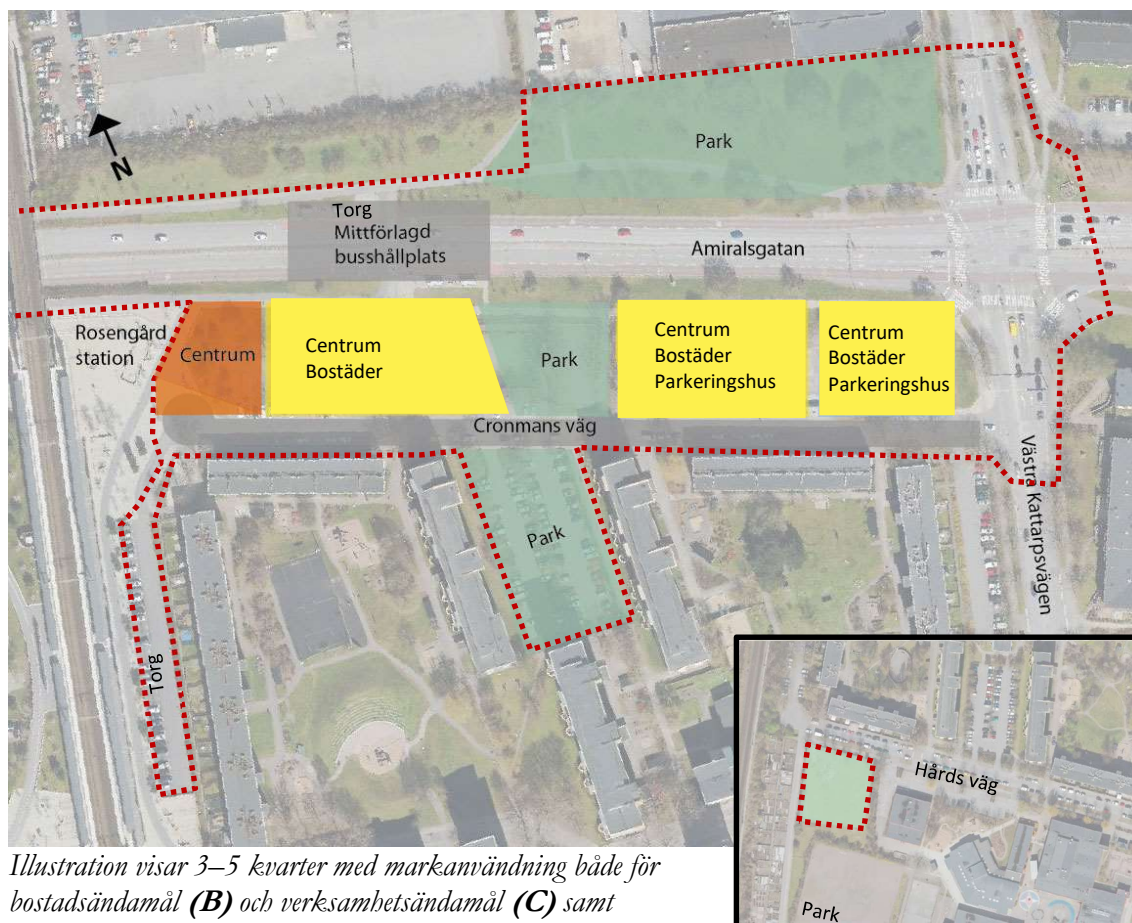 N
Park
Torg
Mittförlagd
busshållplats
Amiralsgatan
Rosengård
station
Centrum
Centrum
Bostäder
Park
Centrum
Bostäder
Parkeringshus
Centrum
Bostäder
Parkeringshus
Cronmans väg
Västra Kattarpsvägen
Park
Torg
Hårds väg
Park
Illustration visar 3–5 kvarter med markanvändning både för
bostadsändamål (B) och verksamhetsändamål (C) samt